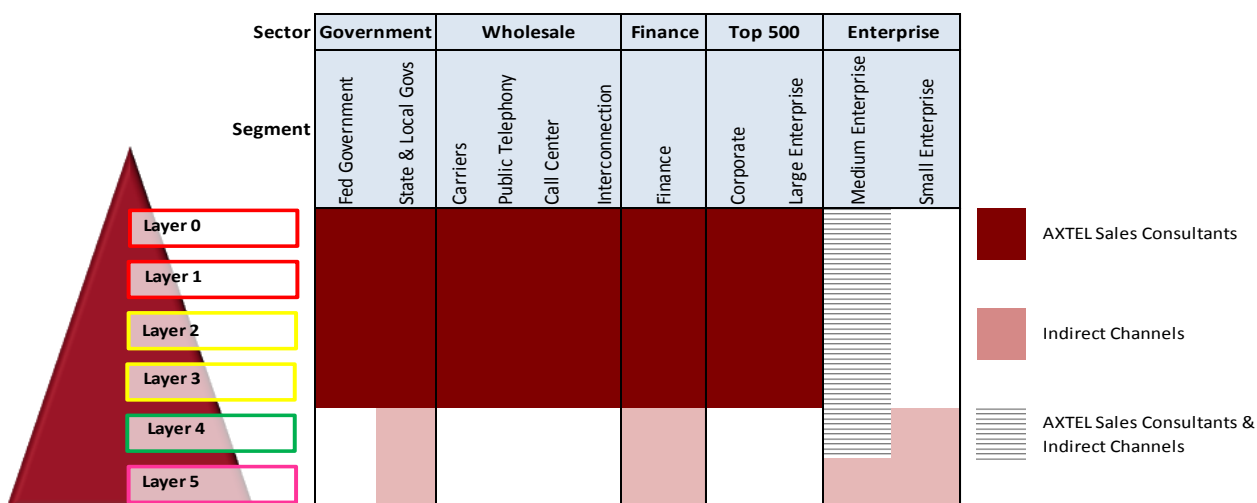 Sector Government Wholesale Finance Top 500 Enterprise
Segment
Fed Government
State & Local Govs
Carriers
Public Telephony
Call Center
Interconnection
Finance
Corporate
Large Enterprise
Medium Enterprise
Small Enterprise
Layer 0
Layer 1
Layer 2
Layer 3
Layer 4
Layer 5
AXTEL Sales Consultants
Indirect Channels
AXTEL Sales Consultants &
Indirect Channels